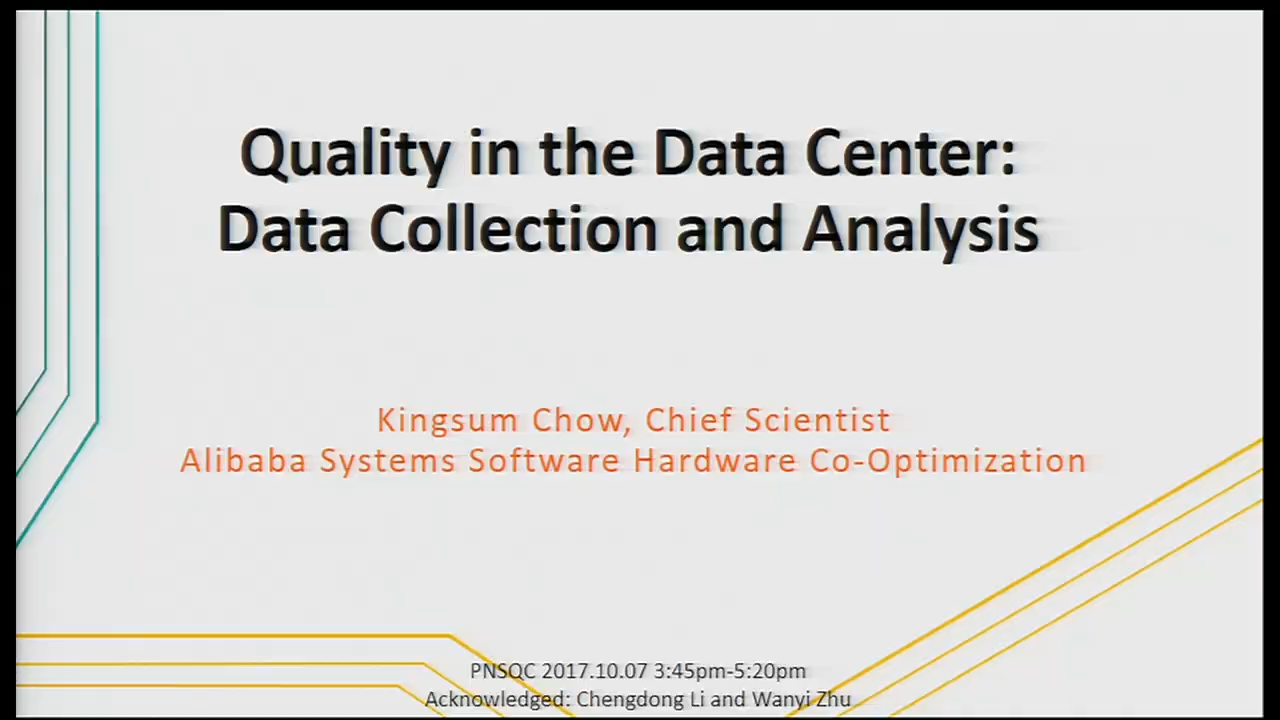 Quality in the Data Center:
Data Collection and Analysis
Kingsum Chow, Chief Scientist
Alibaba Systems Software Hardware Co-Optimization
PNSQC 2017.10.07 3:45pm-5:20pm
Acknowledged: Chengdong Li and Wanyi Zhu